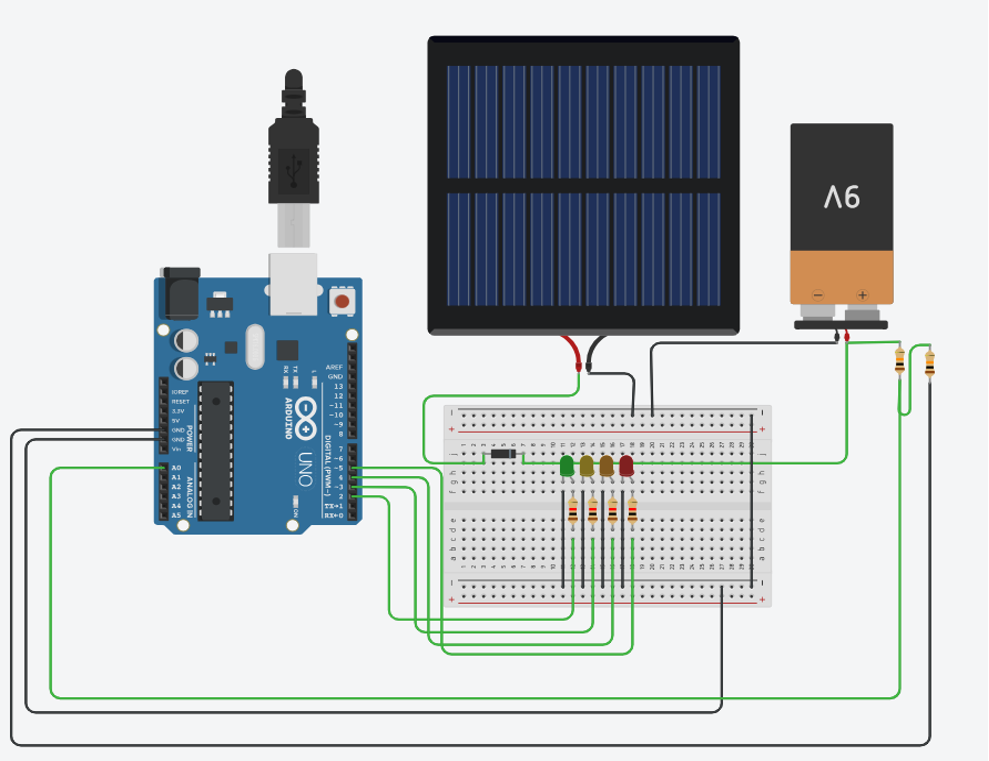 9V
AREF
GND
13
12
~11
~10
~9
8
7
~6
~5
4
~3
2
TX→1
RX←0
DIGITAL (PWM~)
RX
TX
L
ARDUINO
UNO
ON
IOREF
RESET
3.3V
5V
GND
GND
Vin
POWER
A0
A1
A2
A3
A4
A5
ANALOG IN
j
h
g
f
e
d
c
b
a